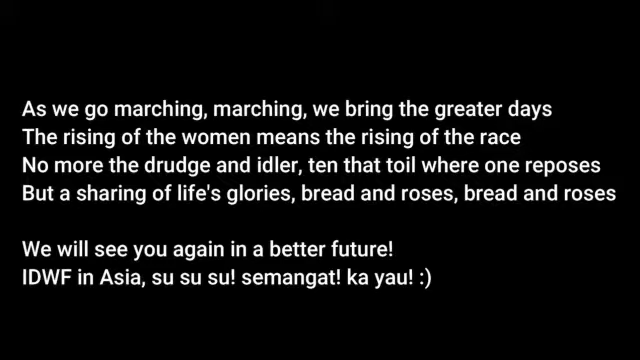 As we go marching, marching, we bring the greater days
The rising of the women means the rising of the race
No more the drudge and idler, ten that toil where one reposes
But a sharing of life's glories, bread and roses, bread and roses
We will see you again in a better future!
IDWF in Asia, su su su! semangat! ka yau! :)